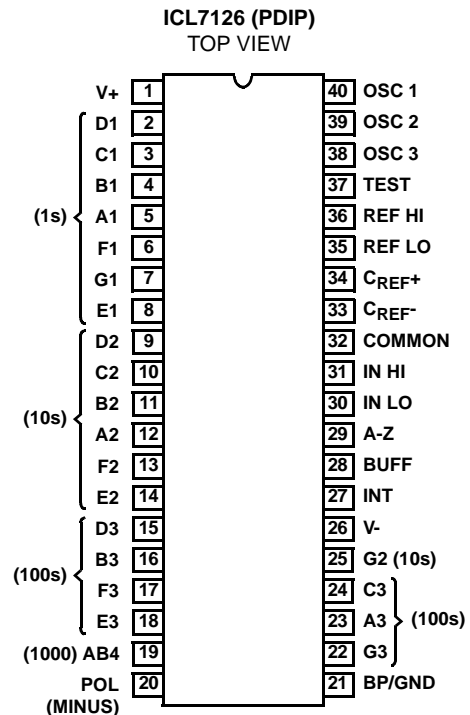 ICL7126 (PDIP)
TOP VIEW
V+ 1 40 OSC 1
D1 2 39 OSC 2
C1 3 38 OSC 3
B1 4 37 TEST
(1s) A1 5 36 REF HI
F1 6 35 REF LO
G1 7 34 CREF+
E1 8 33 CREF-
D2 9 32 COMMON
C2 10 31 IN HI
B2 11 30 IN LO
(10s) A2 12 29 A-Z
F2 13 28 BUFF
E2 14 27 INT
D3 15 26 V-
B3 16 25 G2 (10s)
(100s) F3 17 24 C3
E3 18 23 A3 (100s)
(1000) AB4 19 22 G3
POL 20 21 BP/GND
(MINUS)